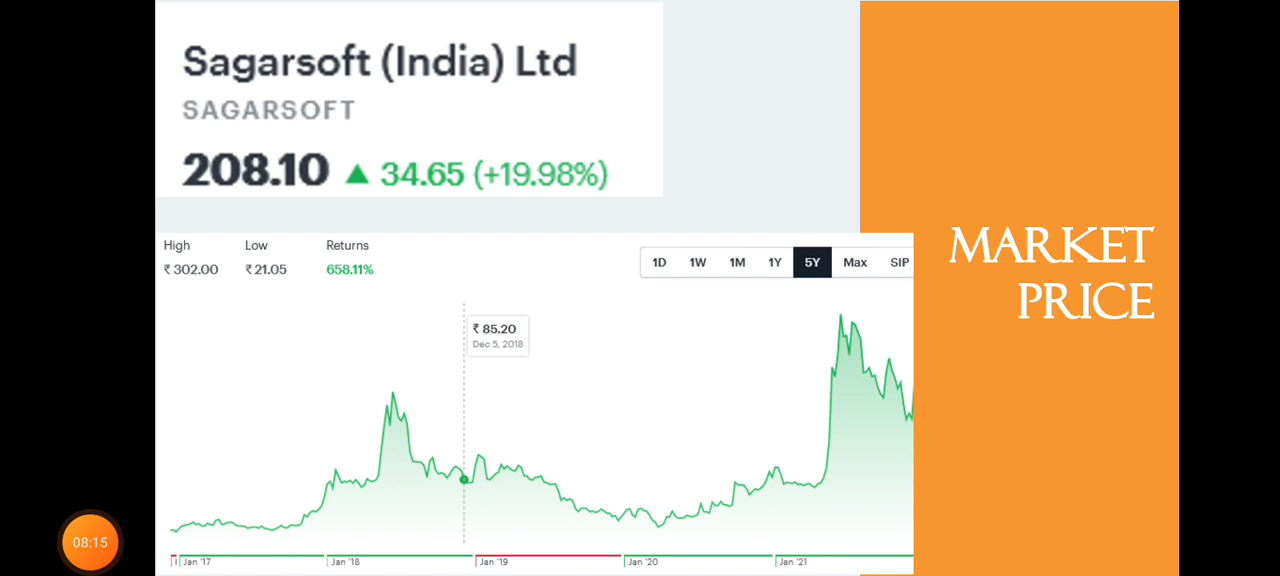 Sagarsoft (India) Ltd
SAGARSOFT
208.10 ▲ 34.65 (+19.98%)
High Low Returns
₹ 302.00 ₹ 21.05 658.11%
1D 1W 1M 1Y 5Y Max SIP
MARKET
PRICE
₹ 85.20
Dec 5, 2018
Jan '17 Jan '18 Jan '19 Jan '20 Jan '21
08:15